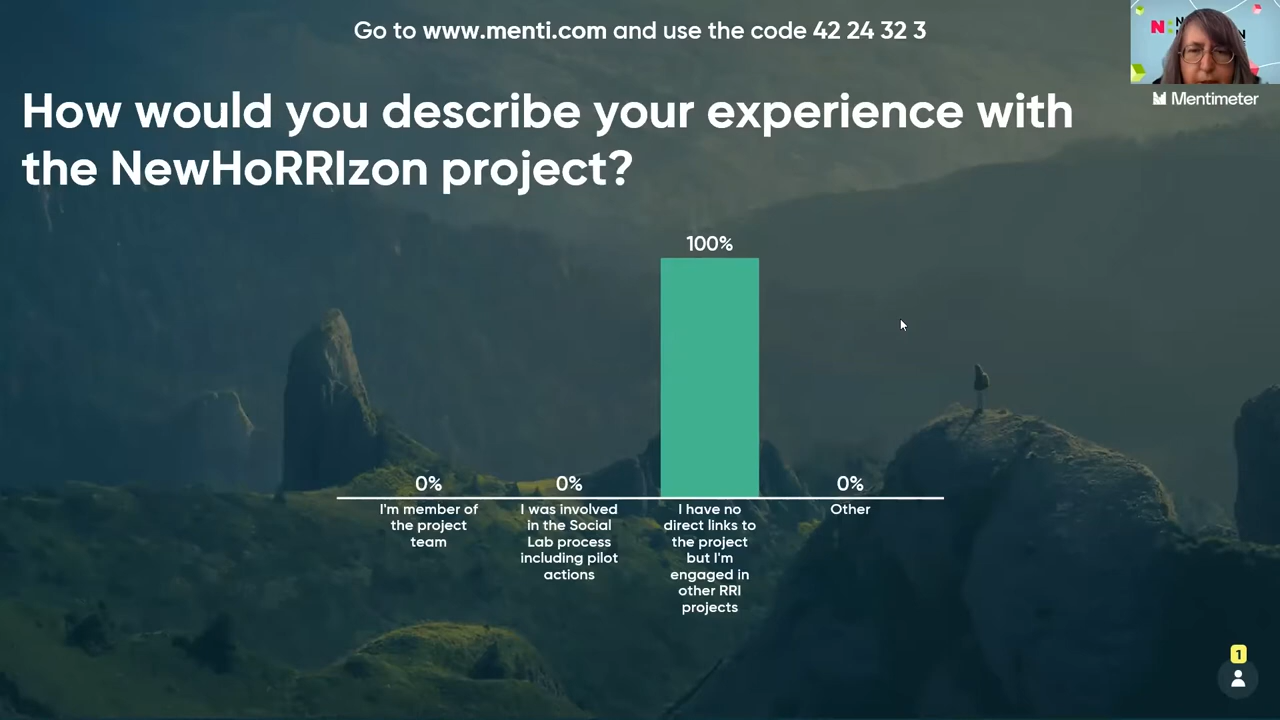 Go to www.menti.com and use the code 42 24 32 3
N:N
N
Mentimeter
How would you describe your experience with
the NewHoRRIzon project?
100%
0%
0%
0%
I'm member of
the project
team
I was involved
in the Social
Lab process
including pilot
actions
I have no
direct links to
the project
but I'm
engaged in
other RRI
projects
Other
1